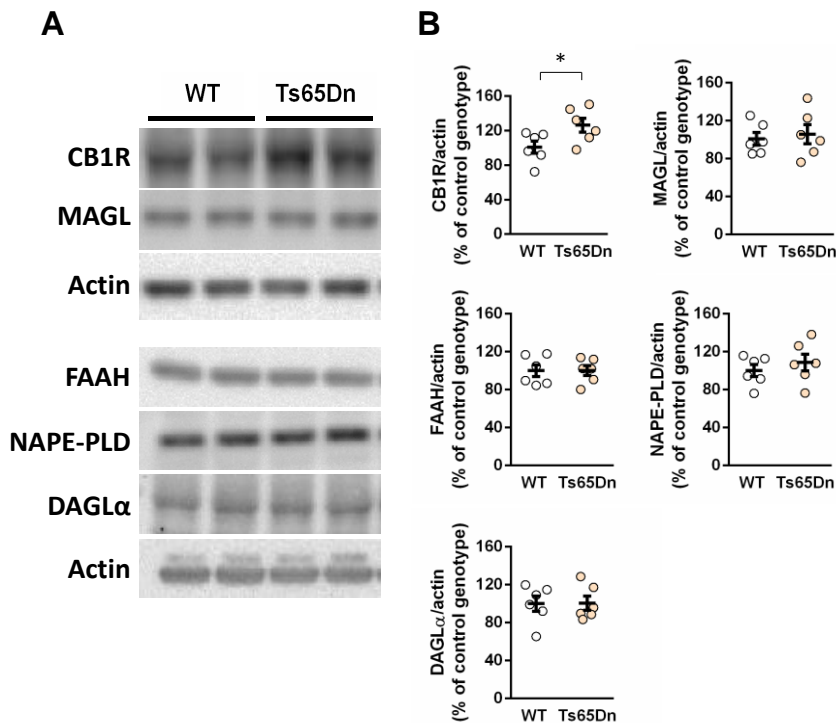 A
WT Ts65Dn
CB1R
MAGL
Actin
FAAH
NAPE-PLD
DAGLα
Actin
B
*
CB1R/actin
(% of control genotype)
160
120
80
40
0
WT Ts65Dn
MAGL/actin
(% of control genotype)
160
120
80
40
0
WT Ts65Dn
FAAH/actin
(% of control genotype)
160
120
80
40
0
WT Ts65Dn
NAPE-PLD/actin
(% of control genotype)
160
120
80
40
0
WT Ts65Dn
DAGLα/actin
(% of control genotype)
160
120
80
40
0
WT Ts65Dn